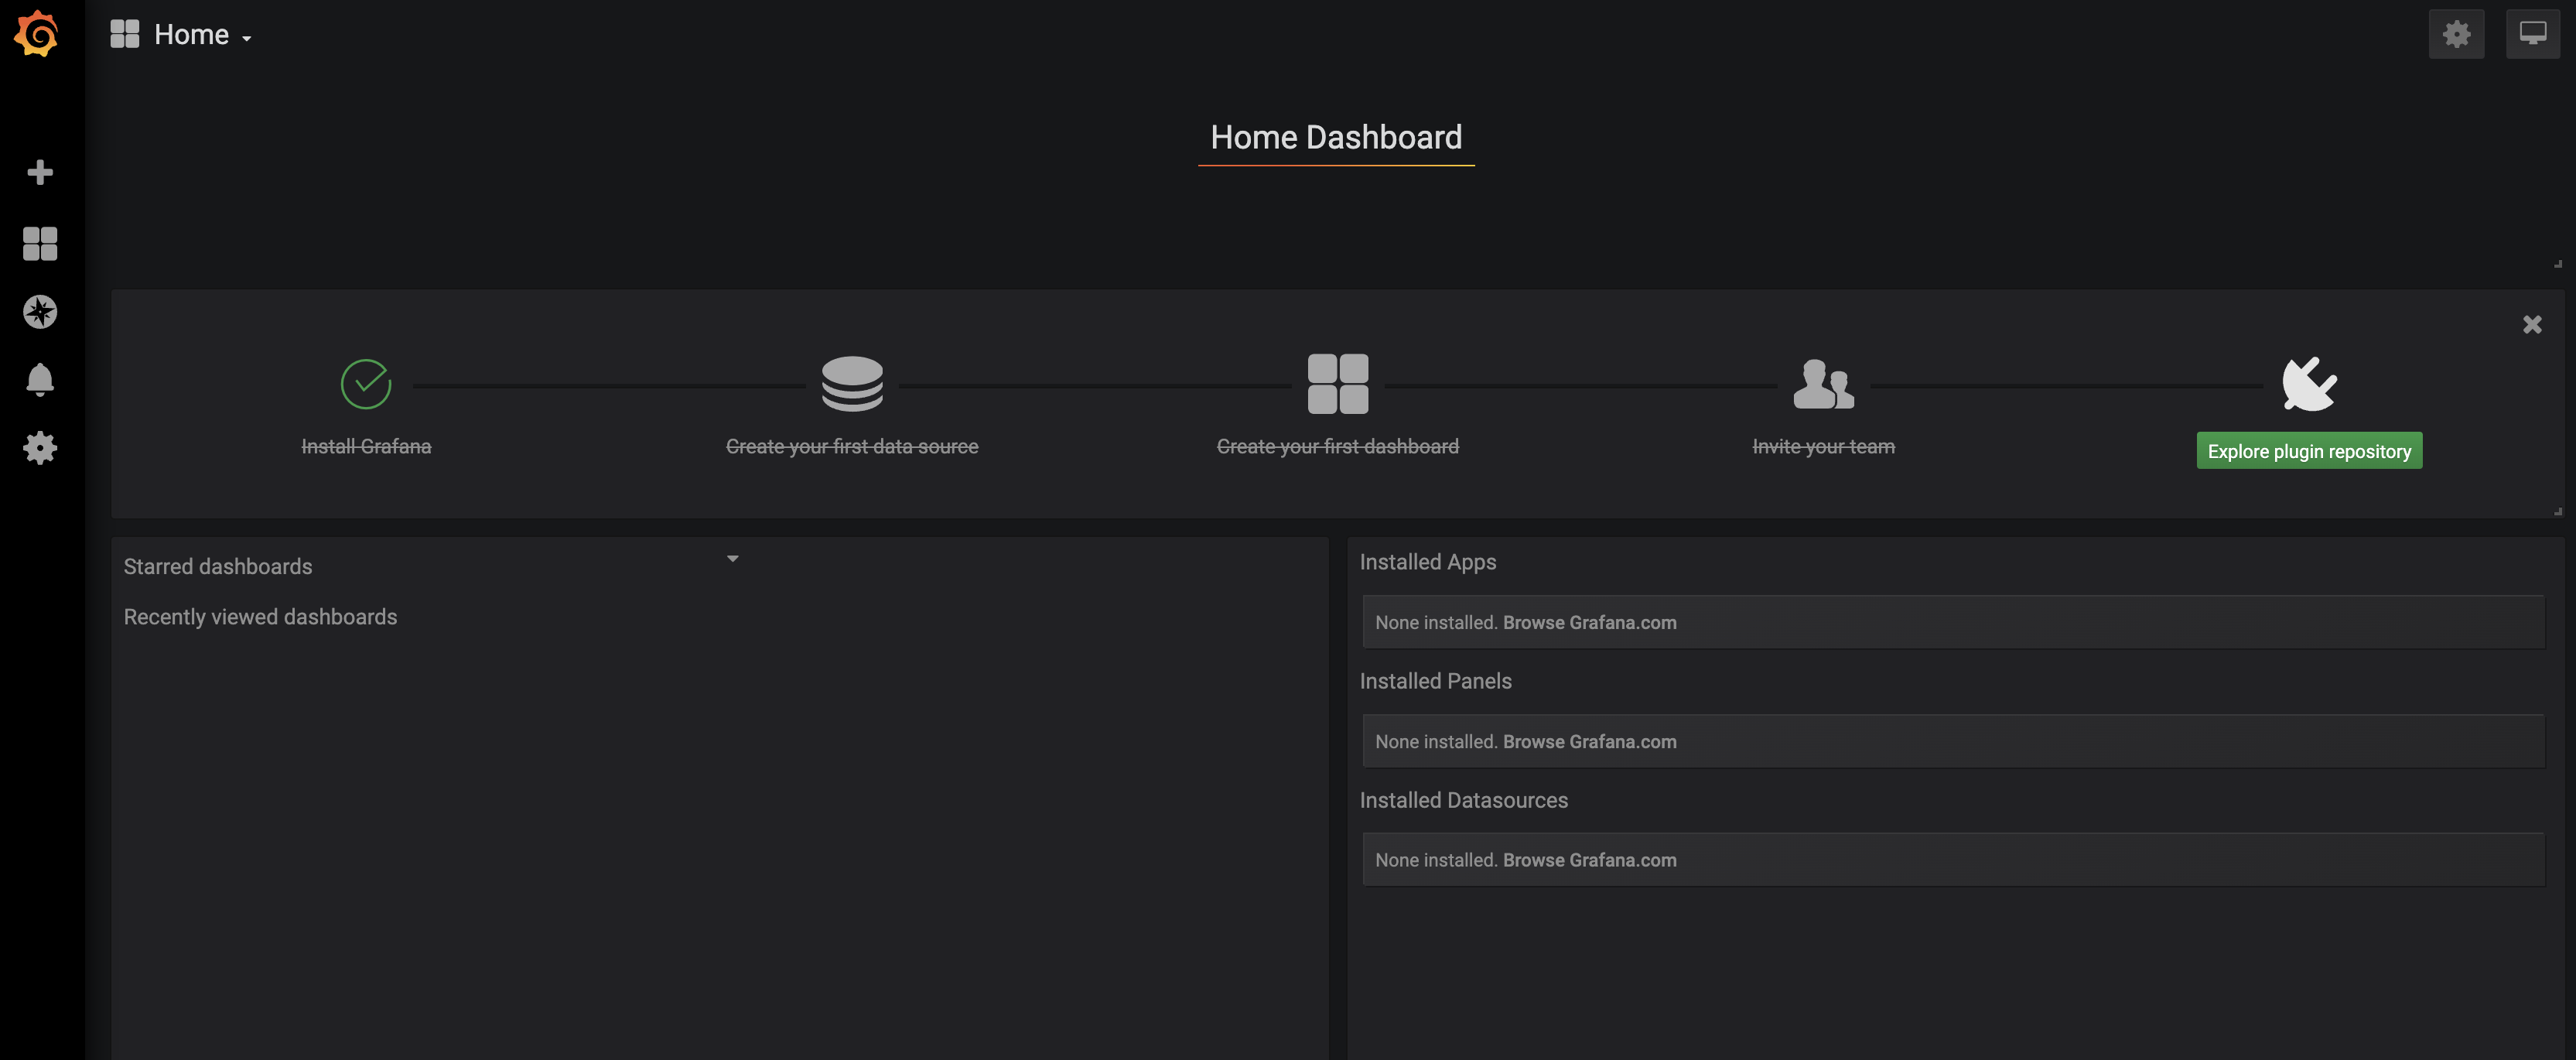 Home
Home Dashboard
Install Grafana
Create your first data source
Create your first dashboard
Invite your team
Explore plugin repository
Starred dashboards
Recently viewed dashboards
Installed Apps
None installed. Browse Grafana.com
Installed Panels
None installed. Browse Grafana.com
Installed Datasources
None installed. Browse Grafana.com